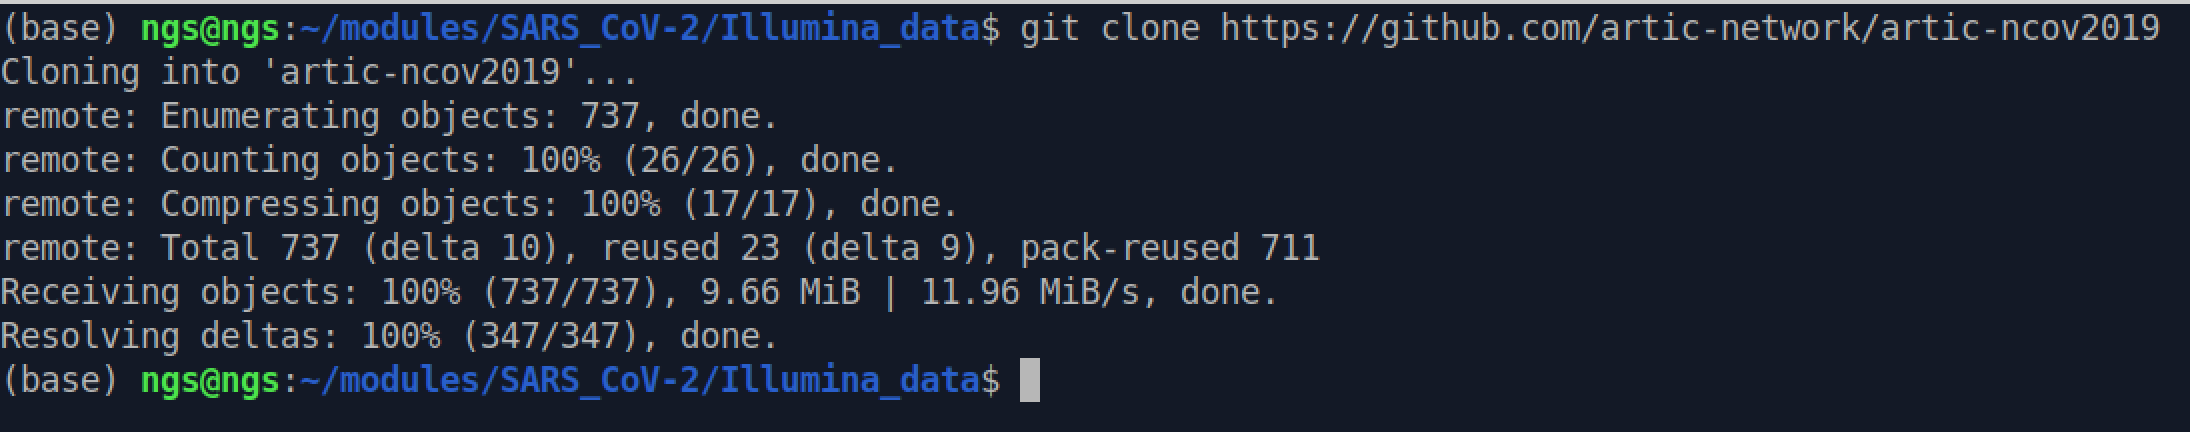 (base) ngs@ngs:~/modules/SARS_CoV-2/Illumina_data$ git clone https://github.com/artic-network/artic-ncov2019
Cloning into 'artic-ncov2019'...
remote: Enumerating objects: 737, done.
remote: Counting objects: 100% (26/26), done.
remote: Compressing objects: 100% (17/17), done.
remote: Total 737 (delta 10), reused 23 (delta 9), pack-reused 711
Receiving objects: 100% (737/737), 9.66 MiB | 11.96 MiB/s, done.
Resolving deltas: 100% (347/347), done.
(base) ngs@ngs:~/modules/SARS_CoV-2/Illumina_data$